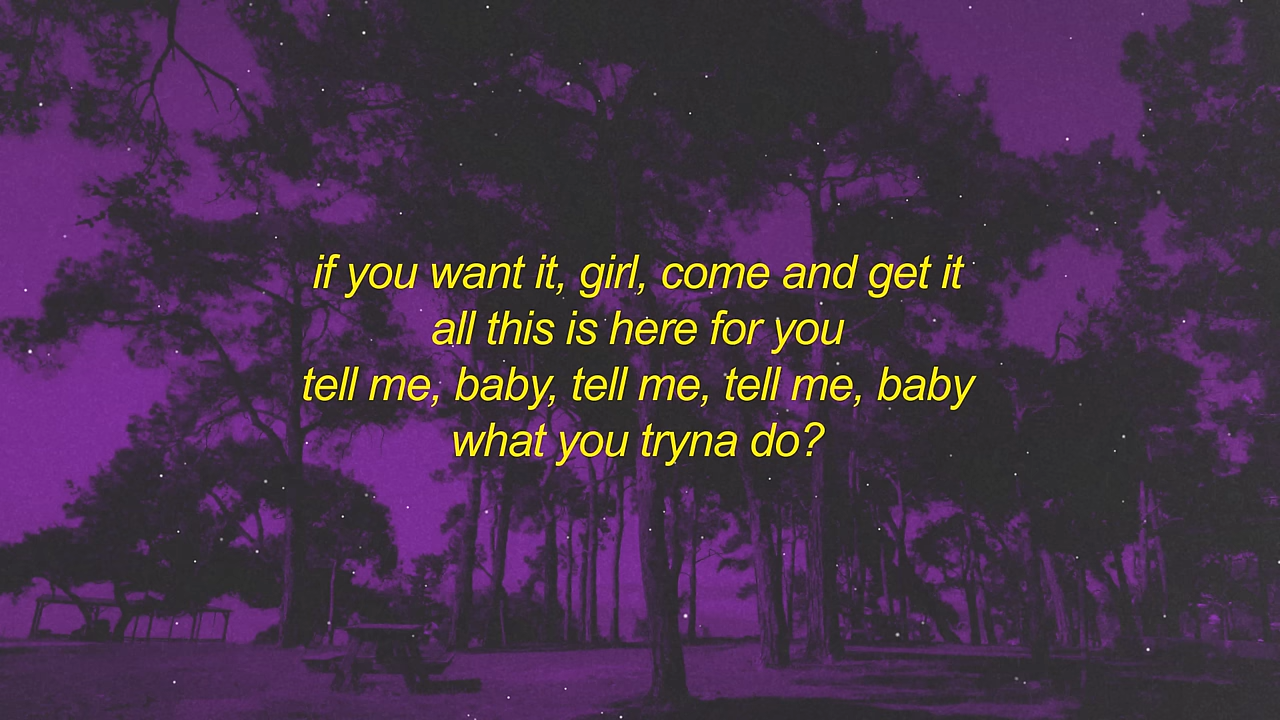 if you want it, girl, come and get it
all this is here for you
tell me, baby, tell me, tell me, baby
what you tryna do?